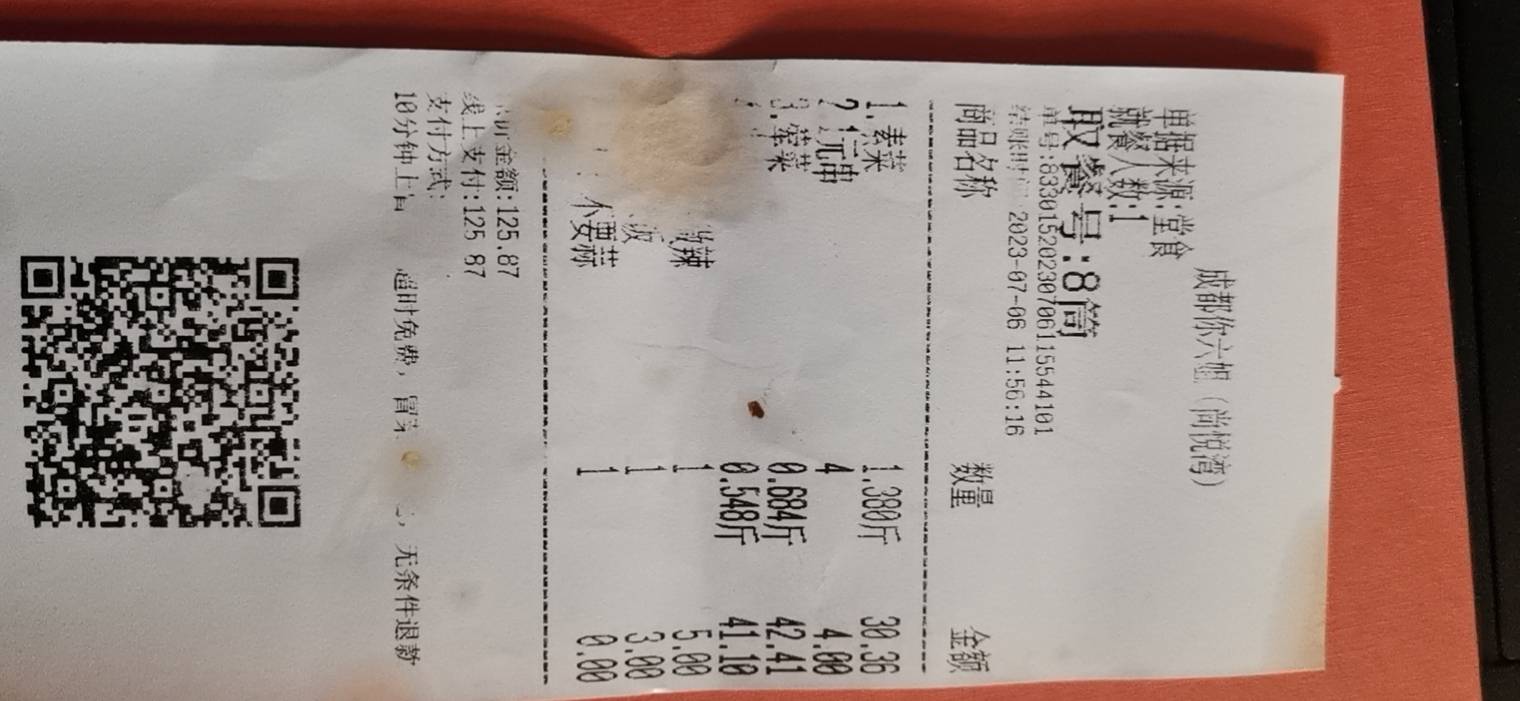 成都你六姐(尚悦湾)
单据来源:堂食
就餐人数:1
取餐号:8筒
单号:83301520230706115544101
结账时 2023-07-06 11:56:16
商品名称 数量 金额
1.素菜 1.380斤 30.36
2 1元串 4 4.00
3.荤菜 0.684斤 42.41
0.548斤 41.10
辣 1 5.00
1 3.00
不要蒜 1 0.00
金额:125.87
线上支付:125.87
支付方式:
10分钟上 超时免费, 冒菜 , 无条件退款